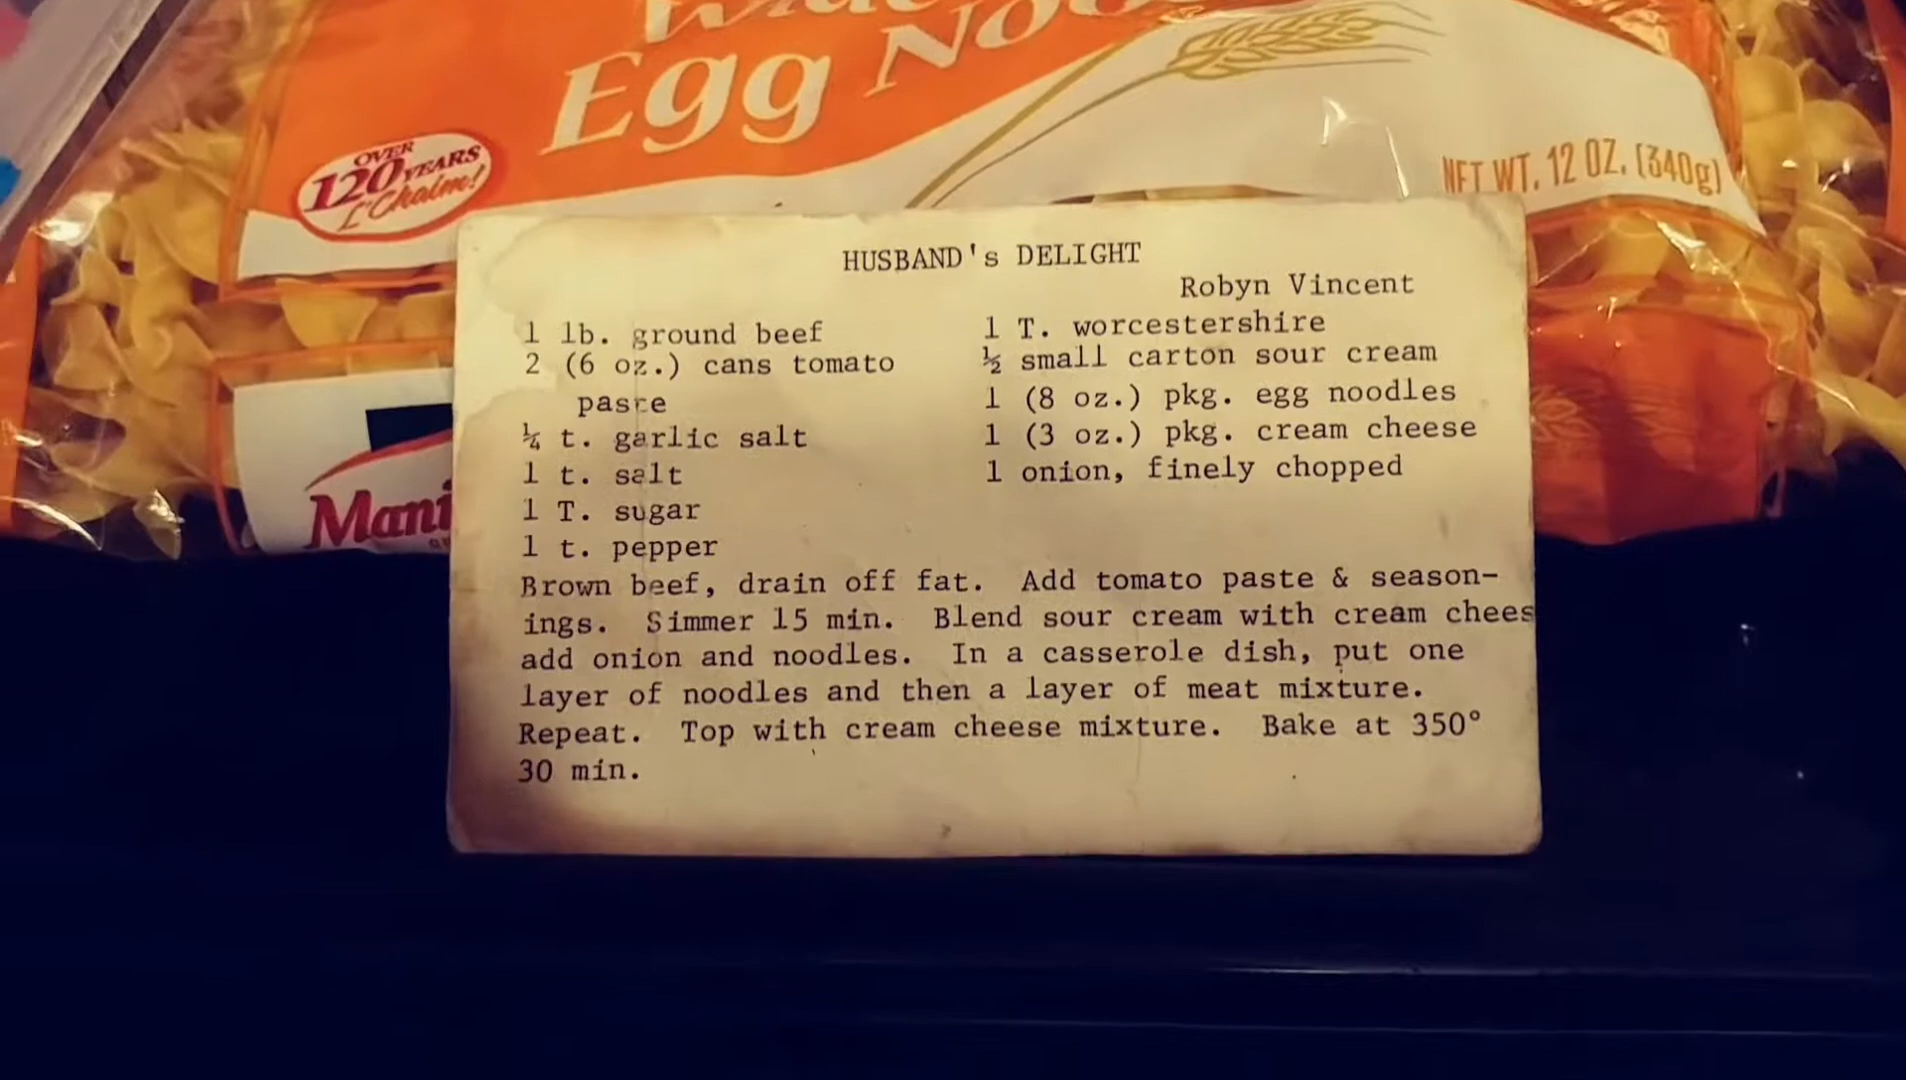 Egg
OVER
120 YEARS
L'Chaim!
NET WT. 12 OZ. (340g)
Mani
HUSBAND's DELIGHT
Robyn Vincent
1 lb. ground beef
2 (6 oz.) cans tomato
paste
¼ t. garlic salt
1 t. salt
1 T. sugar
1 t. pepper
1 T. worcestershire
½ small carton sour cream
1 (8 oz.) pkg. egg noodles
1 (3 oz.) pkg. cream cheese
1 onion, finely chopped
Brown beef, drain off fat. Add tomato paste & season-
ings. Simmer 15 min. Blend sour cream with cream chees
add onion and noodles. In a casserole dish, put one
layer of noodles and then a layer of meat mixture.
Repeat. Top with cream cheese mixture. Bake at 350°
30 min.